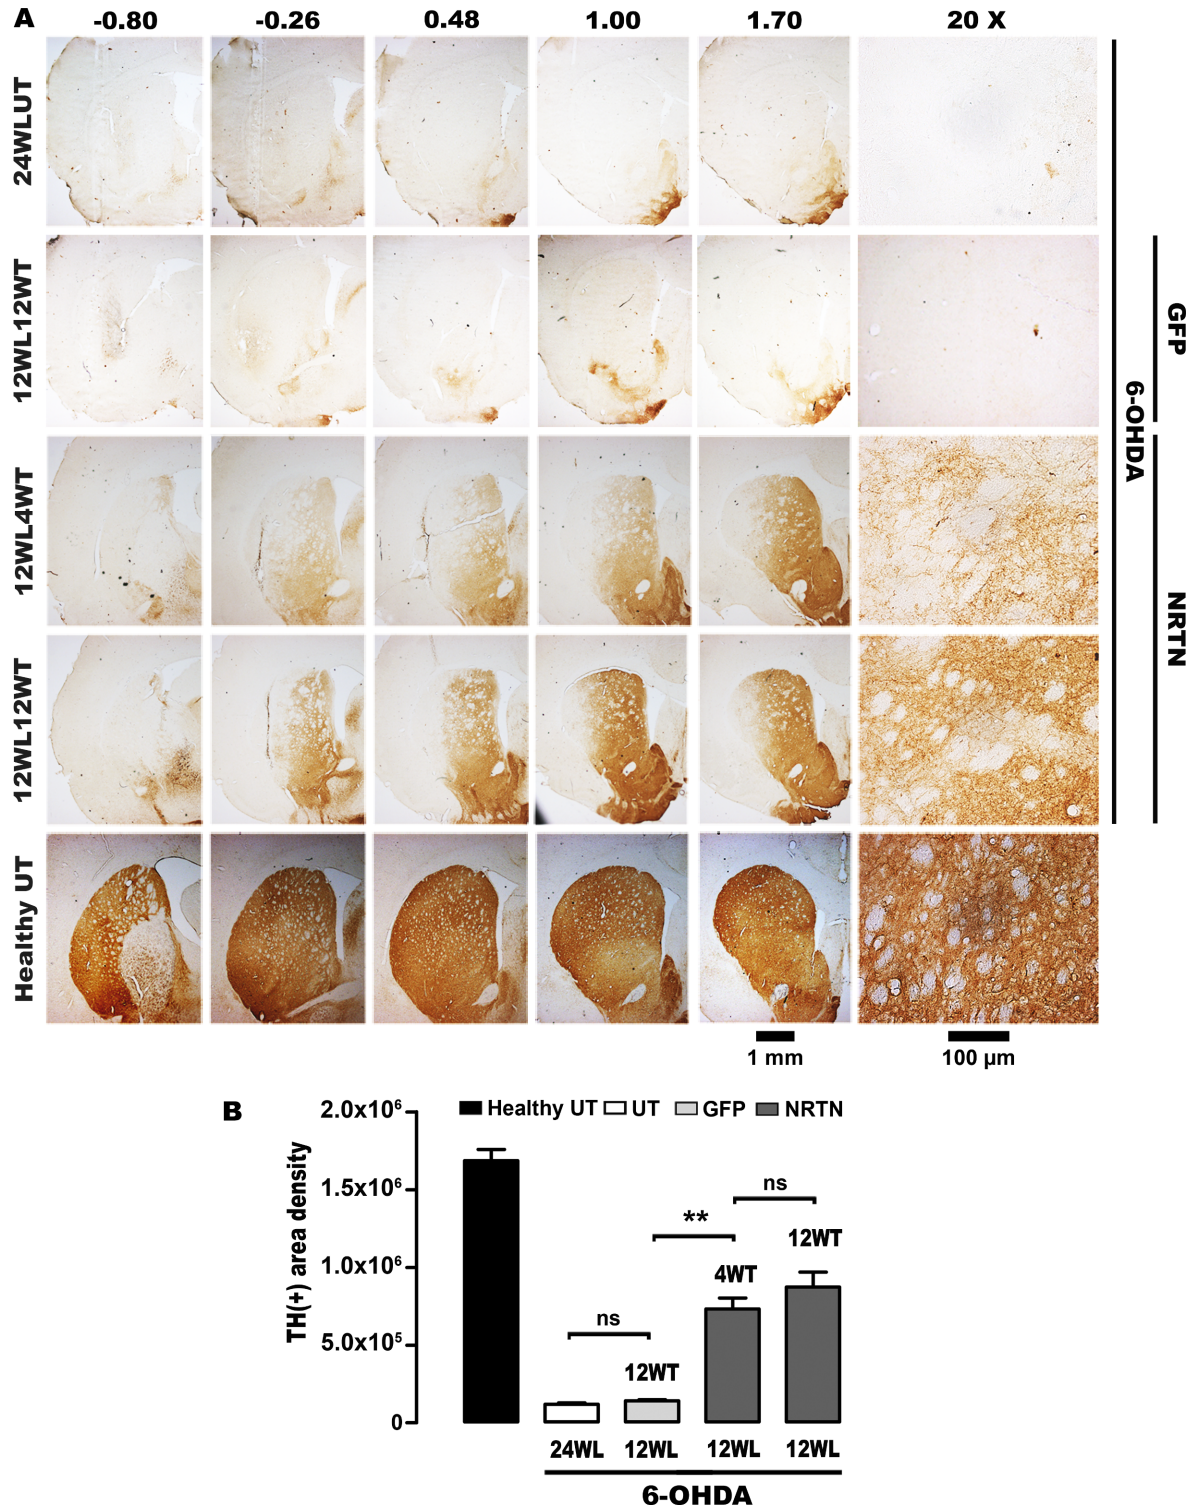 A
-0.80 -0.26 0.48 1.00 1.70 20 X
24WLUT
12WL12WT
12WL4WT
12WL12WT
Healthy UT
GFP
6-OHDA
NRTN
1 mm
100 µm
B
Healthy UT UT GFP NRTN
TH(+) area density
2.0x10⁶
1.5x10⁶
1.0x10⁶
5.0x10⁵
0
ns
**
ns
12WT
4WT
12WT
24WL 12WL 12WL 12WL
6-OHDA